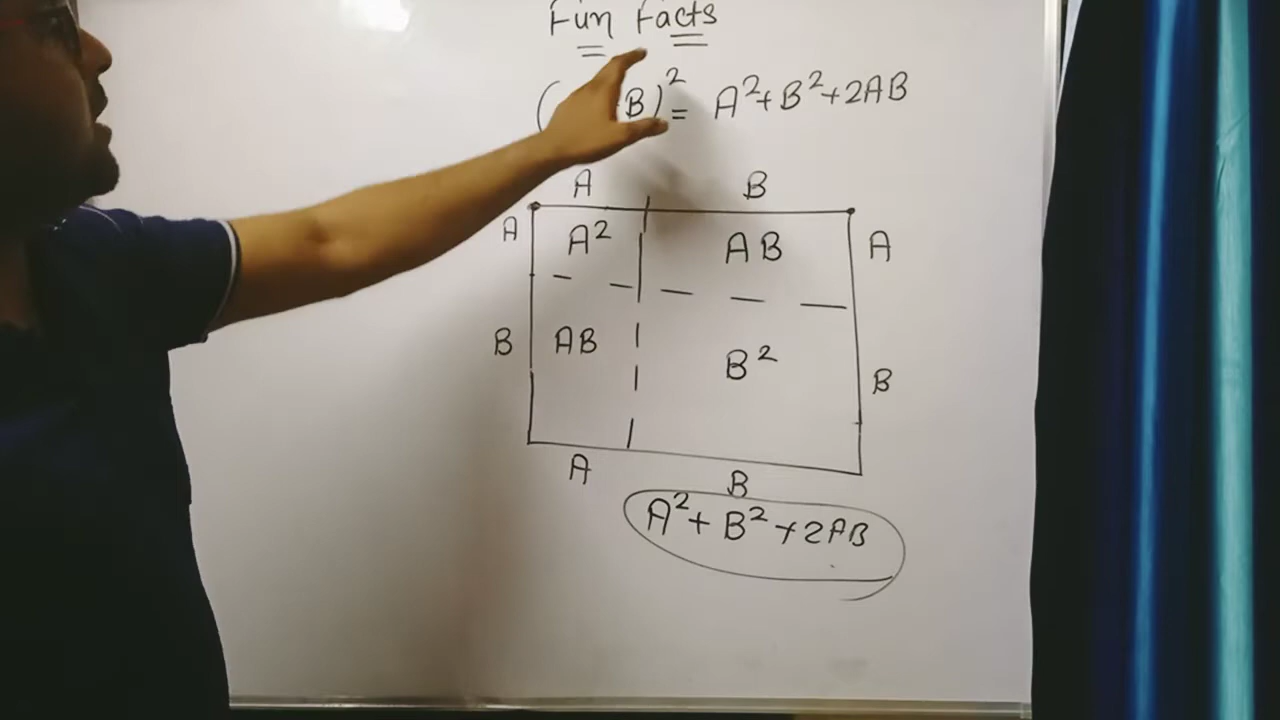 Fun Facts
( B)² = A²+B²+2AB
A B
A A² AB A
B AB B² B
A B
A²+B²+2AB